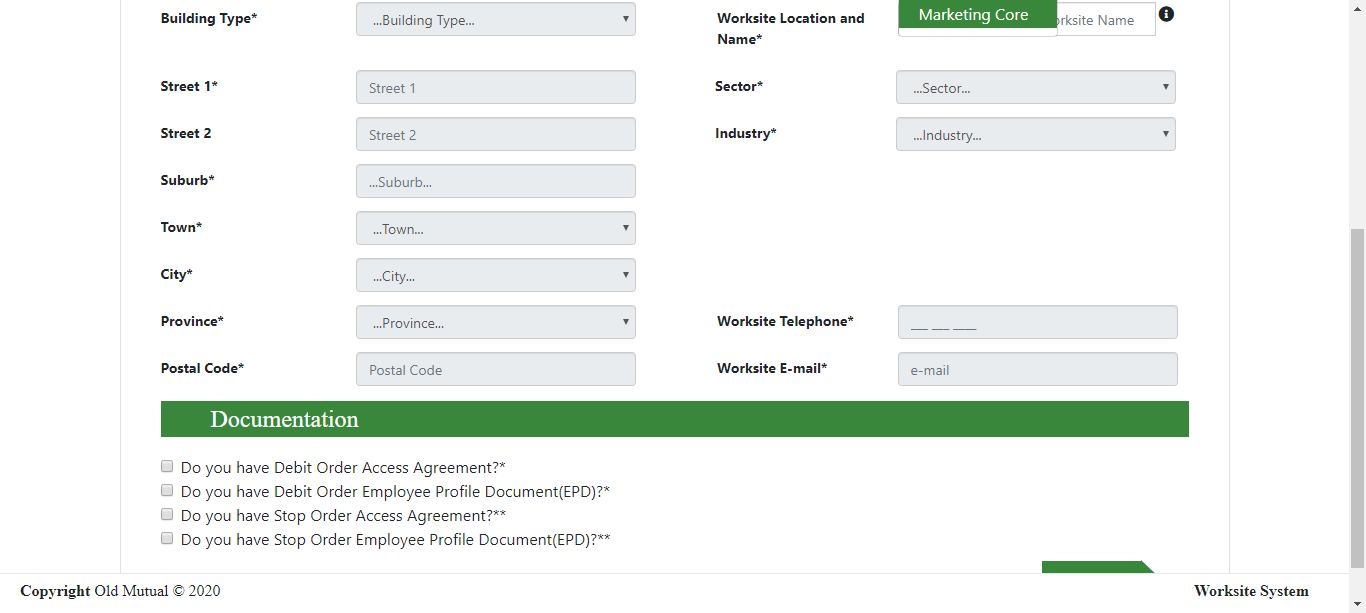 Building Type*
...Building Type...
Worksite Location and
Name*
Marketing Core
orksite Name
Street 1*
Street 1
Sector*
...Sector...
Street 2
Street 2
Industry*
...Industry...
Suburb*
...Suburb...
Town*
...Town...
City*
...City...
Province*
...Province...
Worksite Telephone*
___ ___ ____
Postal Code*
Postal Code
Worksite E-mail*
e-mail
Documentation
Do you have Debit Order Access Agreement?*
Do you have Debit Order Employee Profile Document(EPD)?*
Do you have Stop Order Access Agreement?**
Do you have Stop Order Employee Profile Document(EPD)?**
Copyright Old Mutual © 2020
Worksite System